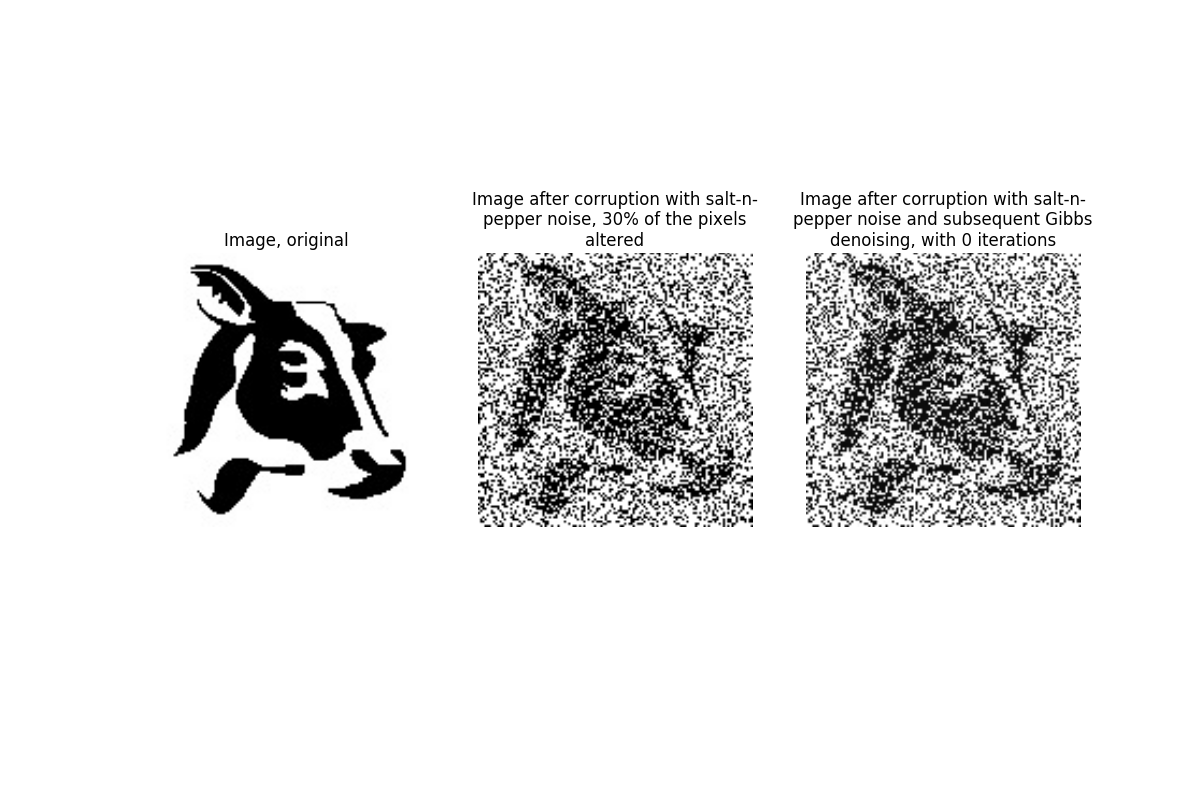 Image, original
Image after corruption with salt-n-
pepper noise, 30% of the pixels
altered
Image after corruption with salt-n-
pepper noise and subsequent Gibbs
denoising, with 0 iterations